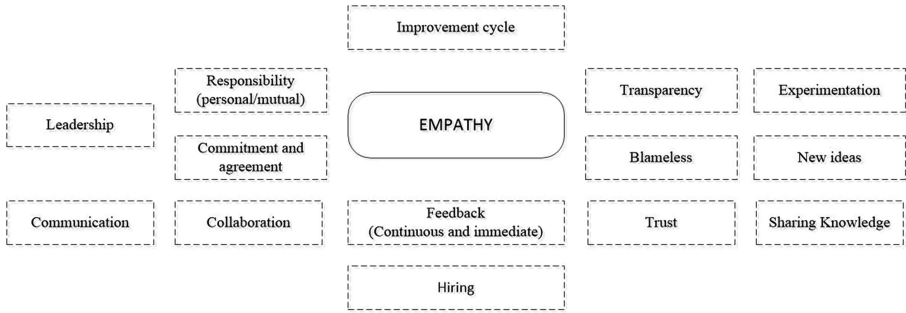 Improvement cycle
Responsibility
(personal/mutual)
Transparency
Experimentation
Leadership
EMPATHY
Commitment and
agreement
Blameless
New ideas
Communication
Collaboration
Feedback
(Continuous and immediate)
Trust
Sharing Knowledge
Hiring